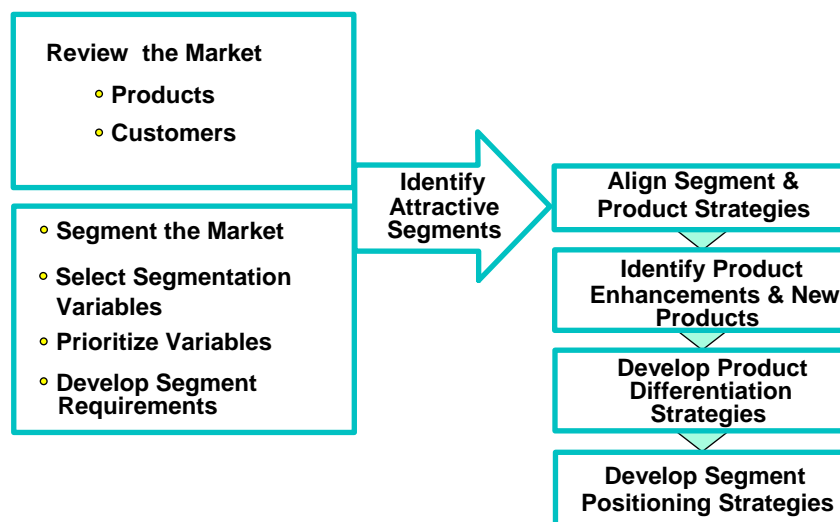 Review the Market
Products
Customers
Segment the Market
Select Segmentation
Variables
Prioritize Variables
Develop Segment
Requirements
Identify
Attractive
Segments
Align Segment &
Product Strategies
Identify Product
Enhancements & New
Products
Develop Product
Differentiation
Strategies
Develop Segment
Positioning Strategies